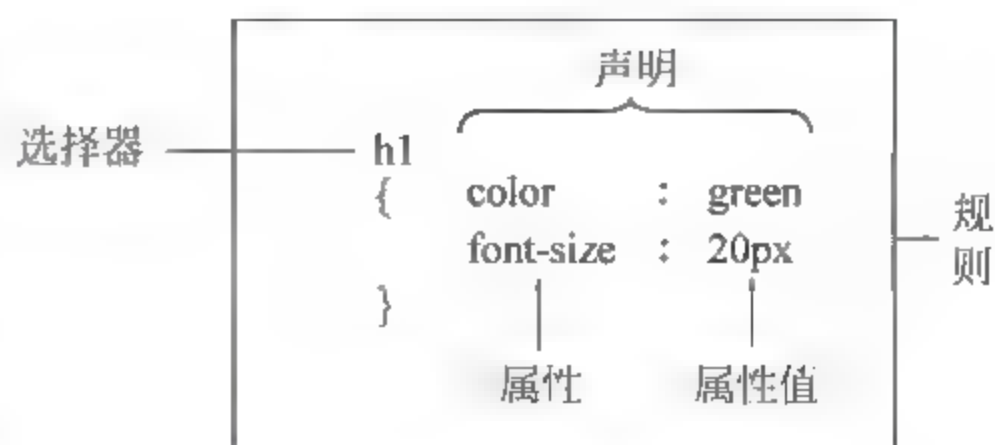 声明
选择器
h1
{ color : green
font-size : 20px
}
规则
属性 属性值